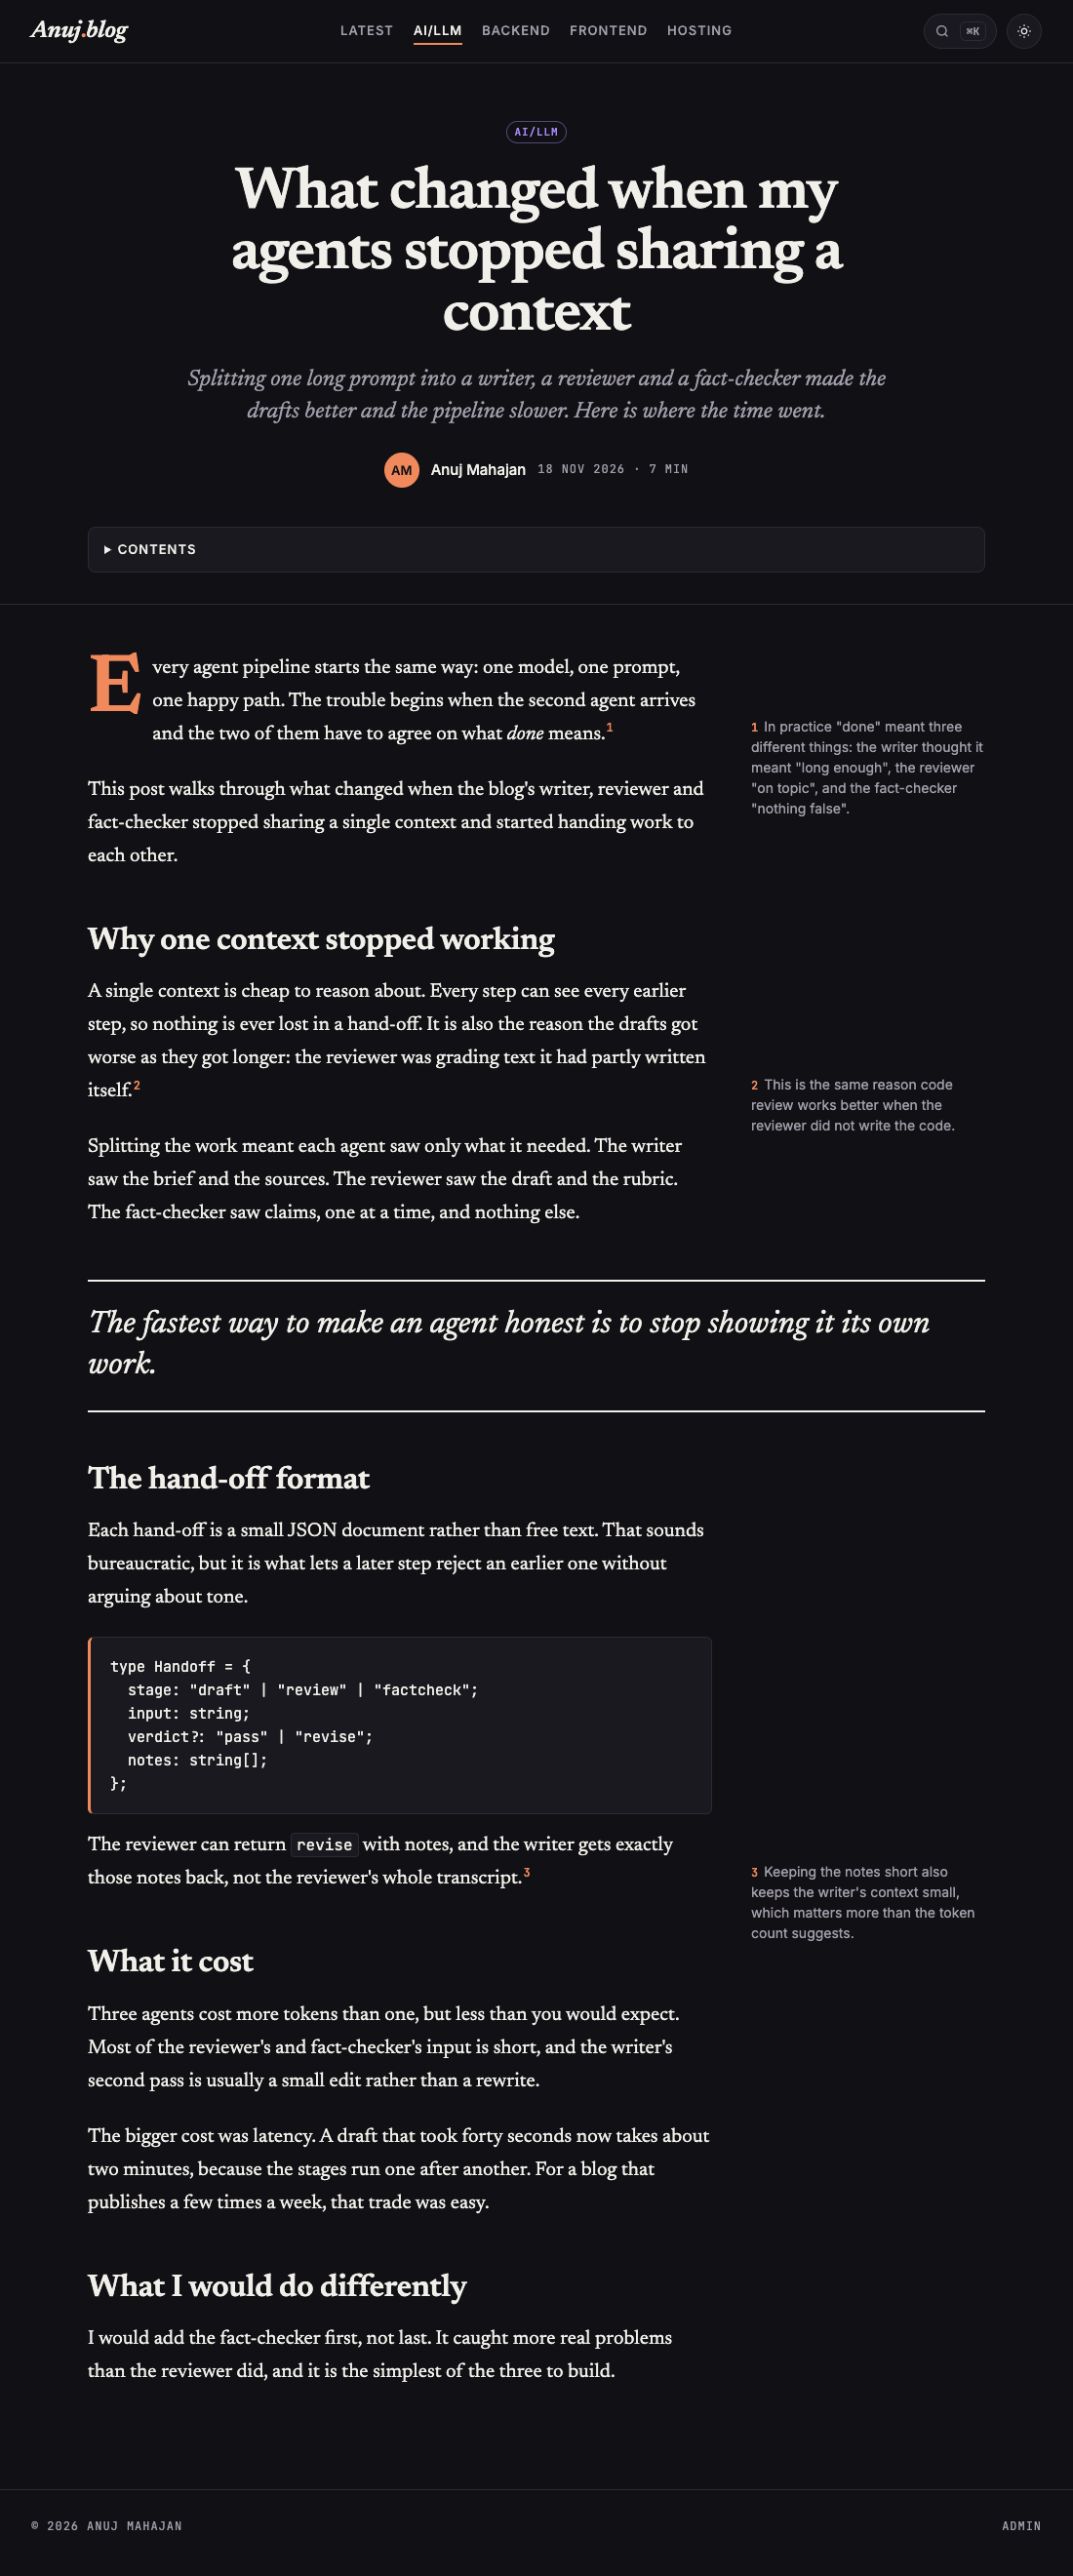 Anuj.blog
LATEST AI/LLM BACKEND FRONTEND HOSTING
⌘K
AI/LLM
What changed when my
agents stopped sharing a
context
Splitting one long prompt into a writer, a reviewer and a fact-checker made the
drafts better and the pipeline slower. Here is where the time went.
AM Anuj Mahajan 18 NOV 2026 · 7 MIN
CONTENTS
Every agent pipeline starts the same way: one model, one prompt,
one happy path. The trouble begins when the second agent arrives
and the two of them have to agree on what done means.1
1 In practice "done" meant three
different things: the writer thought it
meant "long enough", the reviewer
"on topic", and the fact-checker
"nothing false".
This post walks through what changed when the blog's writer, reviewer and
fact-checker stopped sharing a single context and started handing work to
each other.
Why one context stopped working
A single context is cheap to reason about. Every step can see every earlier
step, so nothing is ever lost in a hand-off. It is also the reason the drafts got
worse as they got longer: the reviewer was grading text it had partly written
itself.2
2 This is the same reason code
review works better when the
reviewer did not write the code.
Splitting the work meant each agent saw only what it needed. The writer
saw the brief and the sources. The reviewer saw the draft and the rubric.
The fact-checker saw claims, one at a time, and nothing else.
The fastest way to make an agent honest is to stop showing it its own
work.
The hand-off format
Each hand-off is a small JSON document rather than free text. That sounds
bureaucratic, but it is what lets a later step reject an earlier one without
arguing about tone.
type Handoff = {
  stage: "draft" | "review" | "factcheck";
  input: string;
  verdict?: "pass" | "revise";
  notes: string[];
};
The reviewer can return revise with notes, and the writer gets exactly
those notes back, not the reviewer's whole transcript.3
3 Keeping the notes short also
keeps the writer's context small,
which matters more than the token
count suggests.
What it cost
Three agents cost more tokens than one, but less than you would expect.
Most of the reviewer's and fact-checker's input is short, and the writer's
second pass is usually a small edit rather than a rewrite.
The bigger cost was latency. A draft that took forty seconds now takes about
two minutes, because the stages run one after another. For a blog that
publishes a few times a week, that trade was easy.
What I would do differently
I would add the fact-checker first, not last. It caught more real problems
than the reviewer did, and it is the simplest of the three to build.
© 2026 ANUJ MAHAJAN
ADMIN